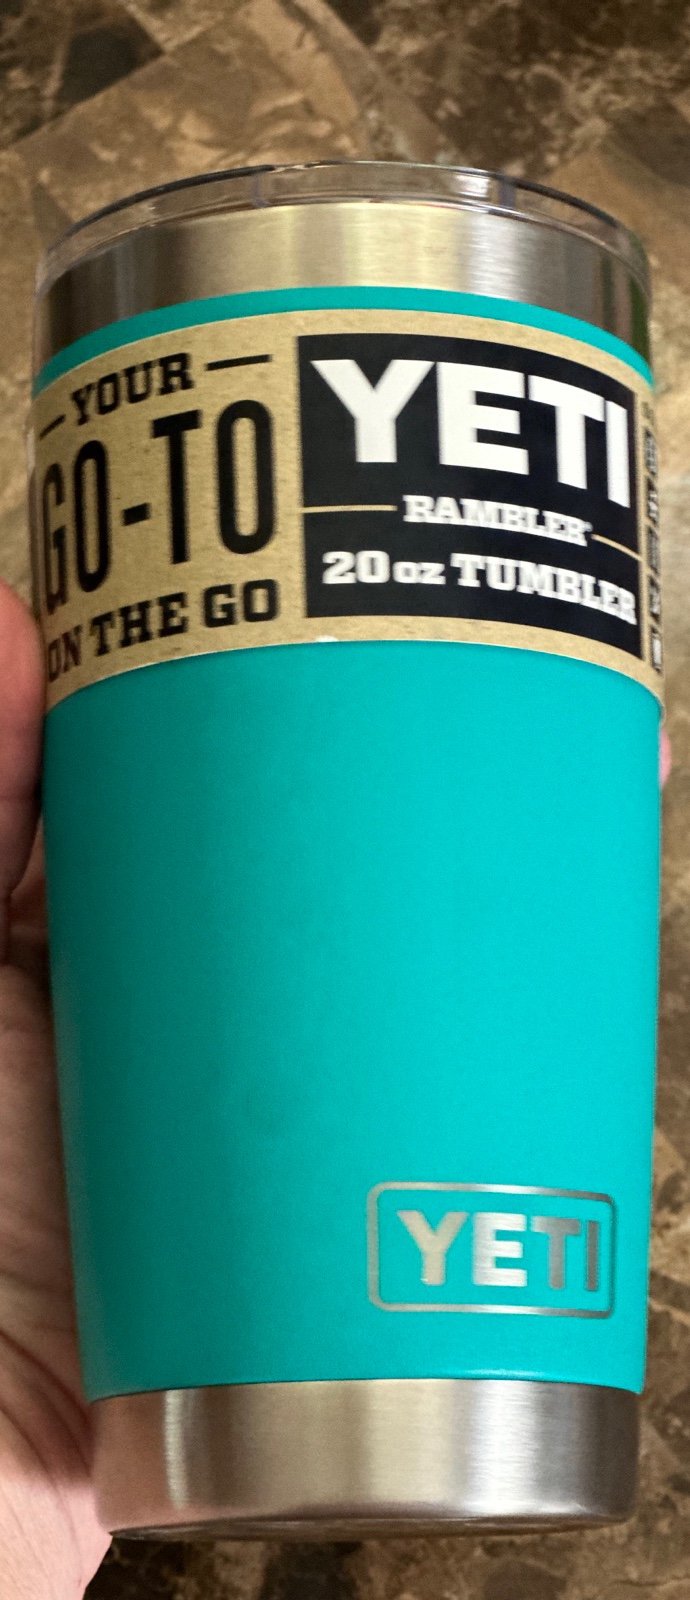 YOUR
GO-TO
ON THE GO
YETI
RAMBLER®
20 oz TUMBLER
YETI